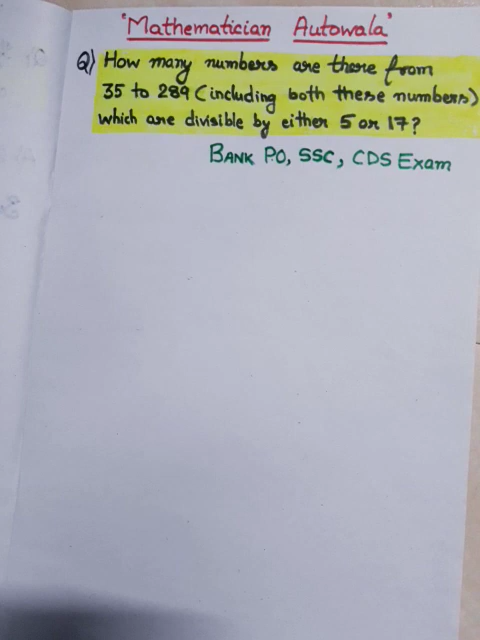 'Mathematician Autowala'
Q) How many numbers are there from
35 to 289 (including both these numbers)
which are divisible by either 5 or 17?
BANK PO, SSC, CDS Exam